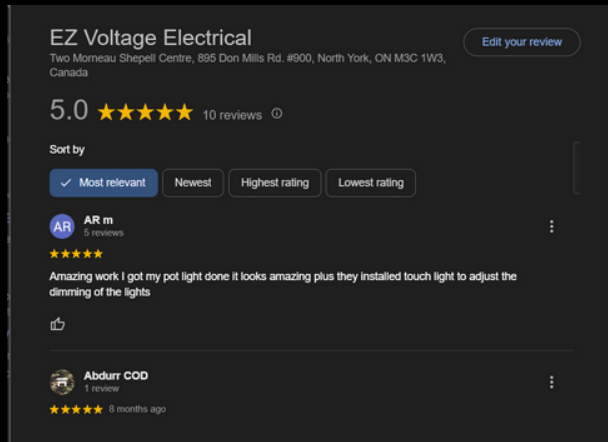 EZ Voltage Electrical
Edit your review
Two Morneau Shepell Centre, 895 Don Mills Rd. #900, North York, ON M3C 1W3,
Canada
5.0 10 reviews
Sort by
Most relevant Newest Highest rating Lowest rating
AR AR m
5 reviews
Amazing work I got my pot light done it looks amazing plus they installed touch light to adjust the
dimming of the lights
Abdurr COD
1 review
8 months ago